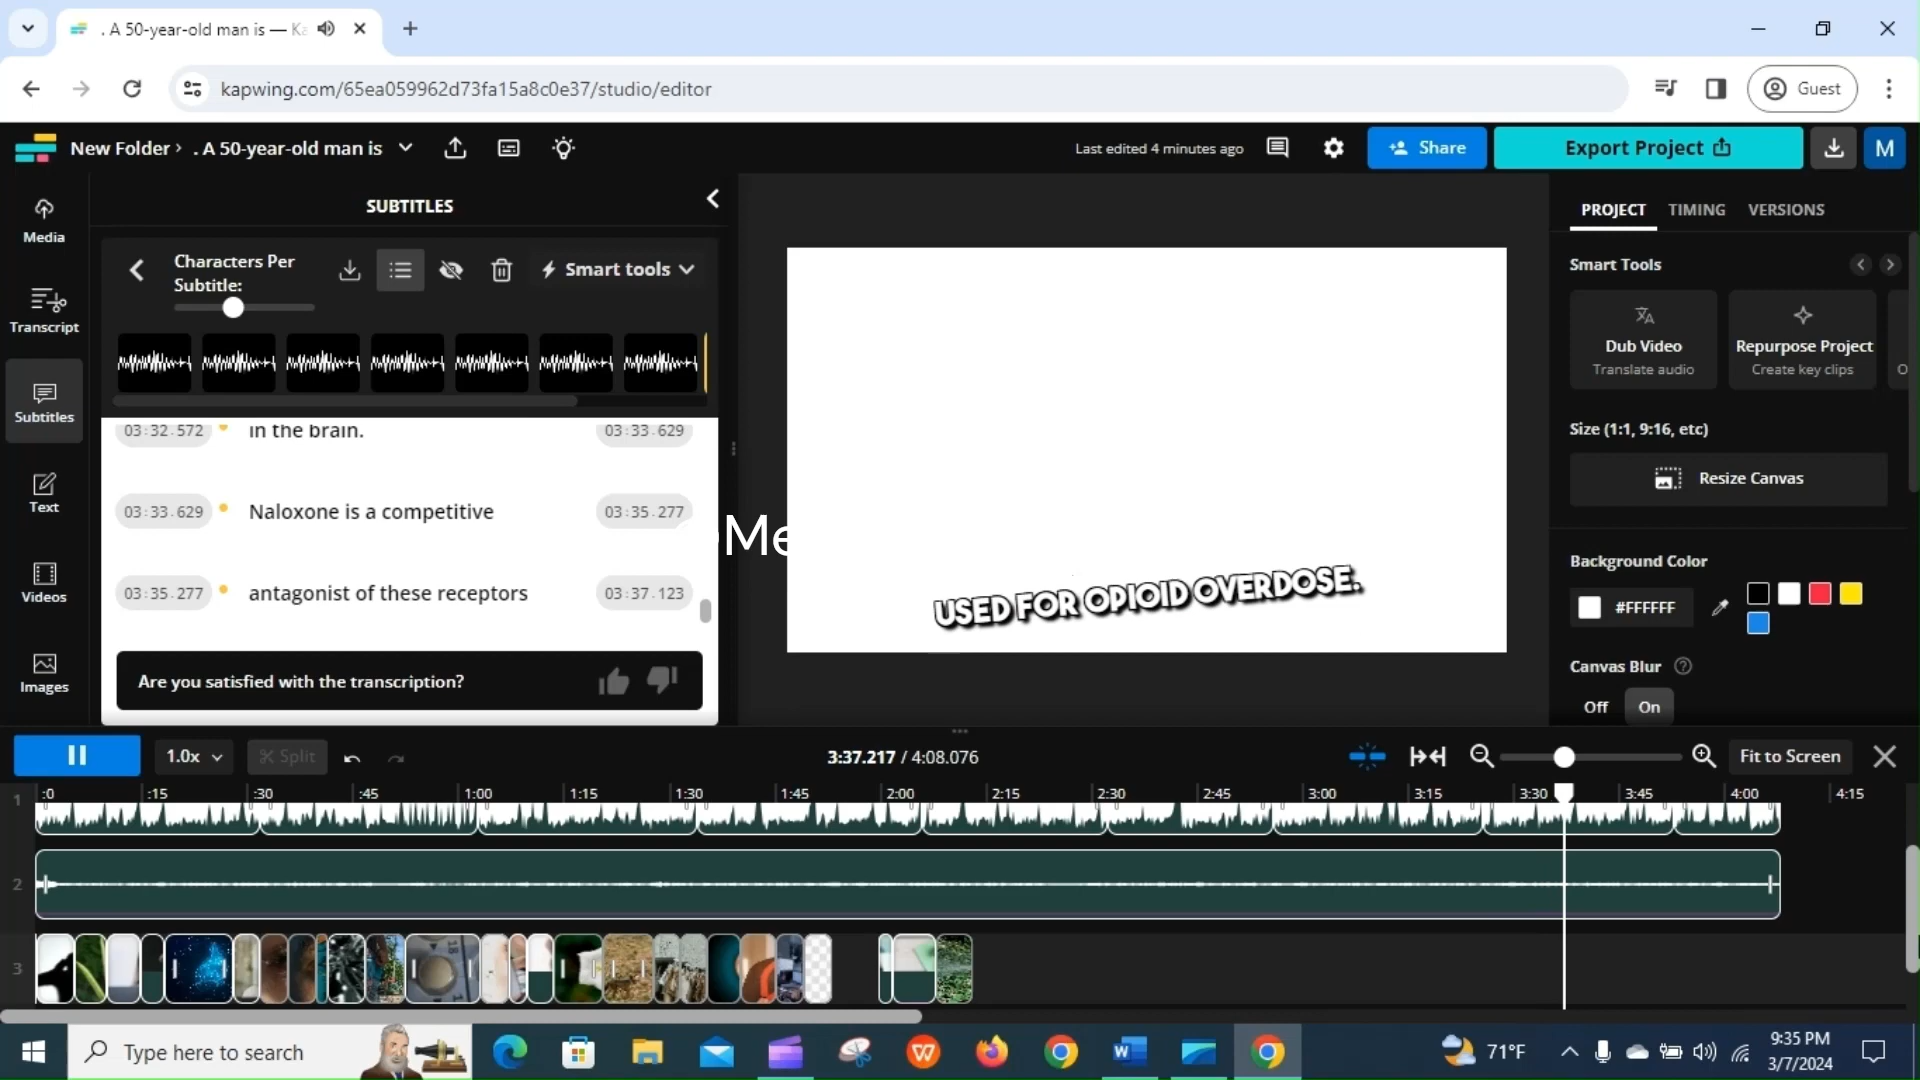 . A 50-year-old man is — Ka
kapwing.com/65ea059962d73fa15a8c0e37/studio/editor
Guest
New Folder › . A 50-year-old man is
Last edited 4 minutes ago
Share
Export Project
M
Media
Transcript
Subtitles
Text
Videos
Images
SUBTITLES
Characters Per
Subtitle:
Smart tools
03:32.572 in the brain. 03:33.629
03:33.629 Naloxone is a competitive 03:35.277
03:35.277 antagonist of these receptors 03:37.123
Are you satisfied with the transcription?
Me
USED FOR OPIOID OVERDOSE.
PROJECT TIMING VERSIONS
Smart Tools
Dub Video
Translate audio
Repurpose Project
Create key clips
O
Size (1:1, 9:16, etc)
Resize Canvas
Background Color
#FFFFFF
Canvas Blur
Off On
1.0x
Split
3:37.217 / 4:08.076
Fit to Screen
:0 :15 :30 :45 1:00 1:15 1:30 1:45 2:00 2:15 2:30 2:45 3:00 3:15 3:30 3:45 4:00 4:15
1
2
3
Type here to search
71°F
9:35 PM
3/7/2024